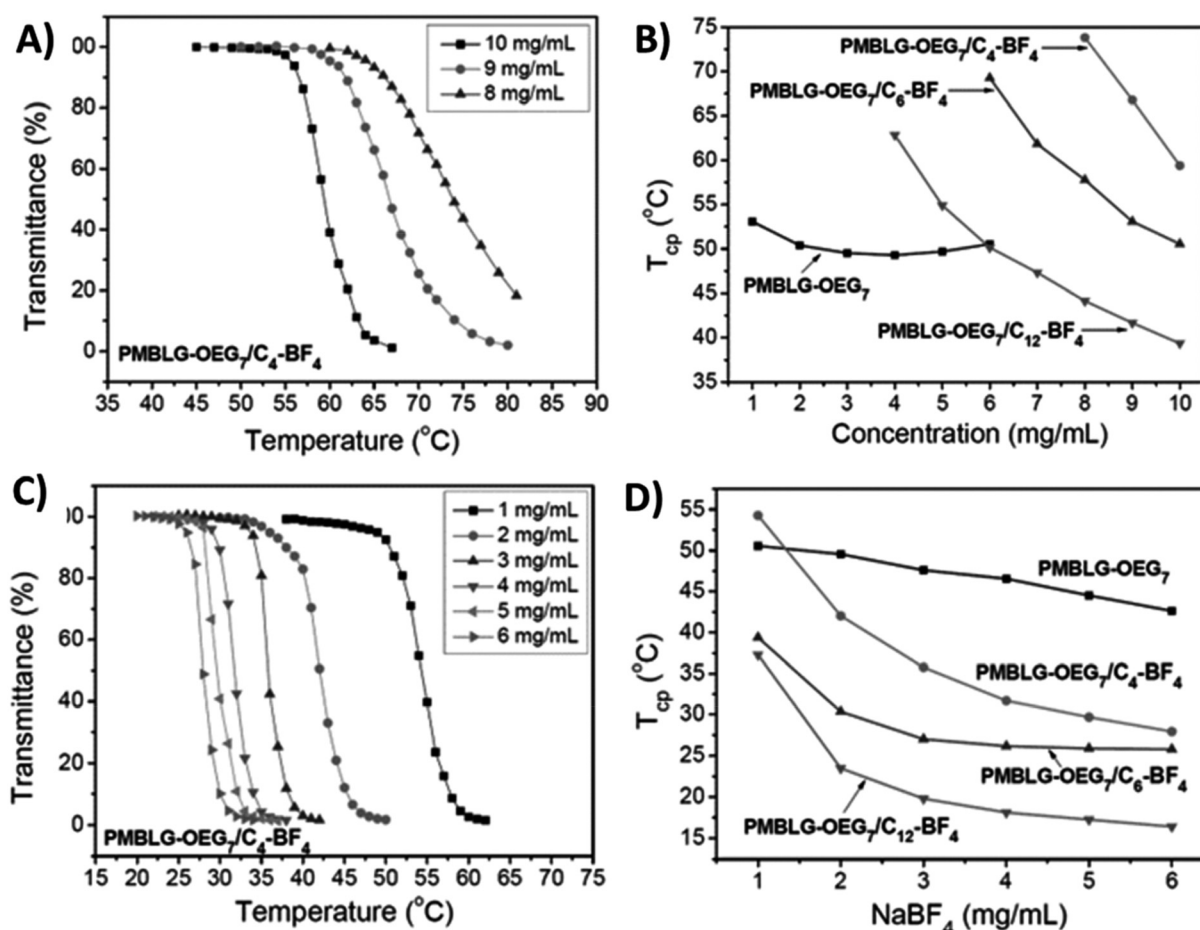 A)
Transmittance (%)
00
80
60
40
20
00
10 mg/mL
9 mg/mL
8 mg/mL
PMBLG-OEG₇/C₄-BF₄
35 40 45 50 55 60 65 70 75 80 85 90
Temperature (°C)
B)
T_cp (°C)
75
70
65
60
55
50
45
40
35
PMBLG-OEG₇/C₄-BF₄
PMBLG-OEG₇/C₆-BF₄
PMBLG-OEG₇
PMBLG-OEG₇/C₁₂-BF₄
1 2 3 4 5 6 7 8 9 10
Concentration (mg/mL)
C)
Transmittance (%)
00
80
60
40
20
00
1 mg/mL
2 mg/mL
3 mg/mL
4 mg/mL
5 mg/mL
6 mg/mL
PMBLG-OEG₇/C₄-BF₄
15 20 25 30 35 40 45 50 55 60 65 70 75
Temperature (°C)
D)
T_cp (°C)
55
50
45
40
35
30
25
20
15
PMBLG-OEG₇
PMBLG-OEG₇/C₄-BF₄
PMBLG-OEG₇/C₆-BF₄
PMBLG-OEG₇/C₁₂-BF₄
1 2 3 4 5 6
NaBF₄ (mg/mL)